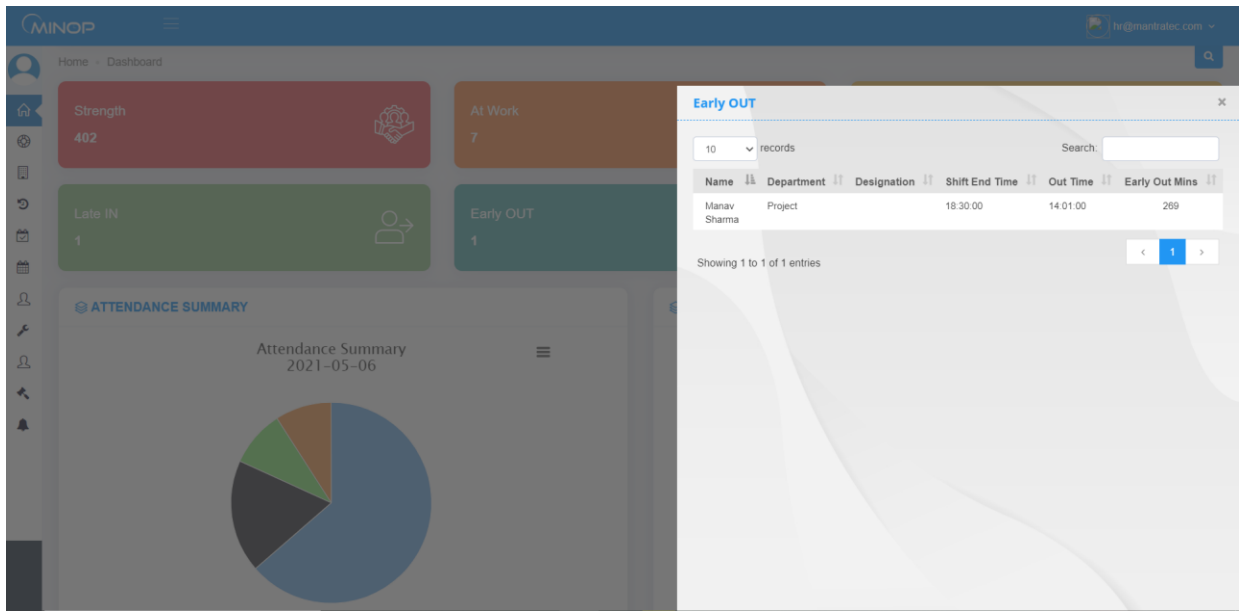 MINOP
hr@mantratec.com
Home - Dashboard
Strength
402
At Work
7
Late IN
1
Early OUT
1
ATTENDANCE SUMMARY
Attendance Summary
2021-05-06
Early OUT ×
10 records Search:
Name Department Designation Shift End Time Out Time Early Out Mins
Manav Project 18:30:00 14:01:00 269
Sharma
Showing 1 to 1 of 1 entries
‹ 1 ›